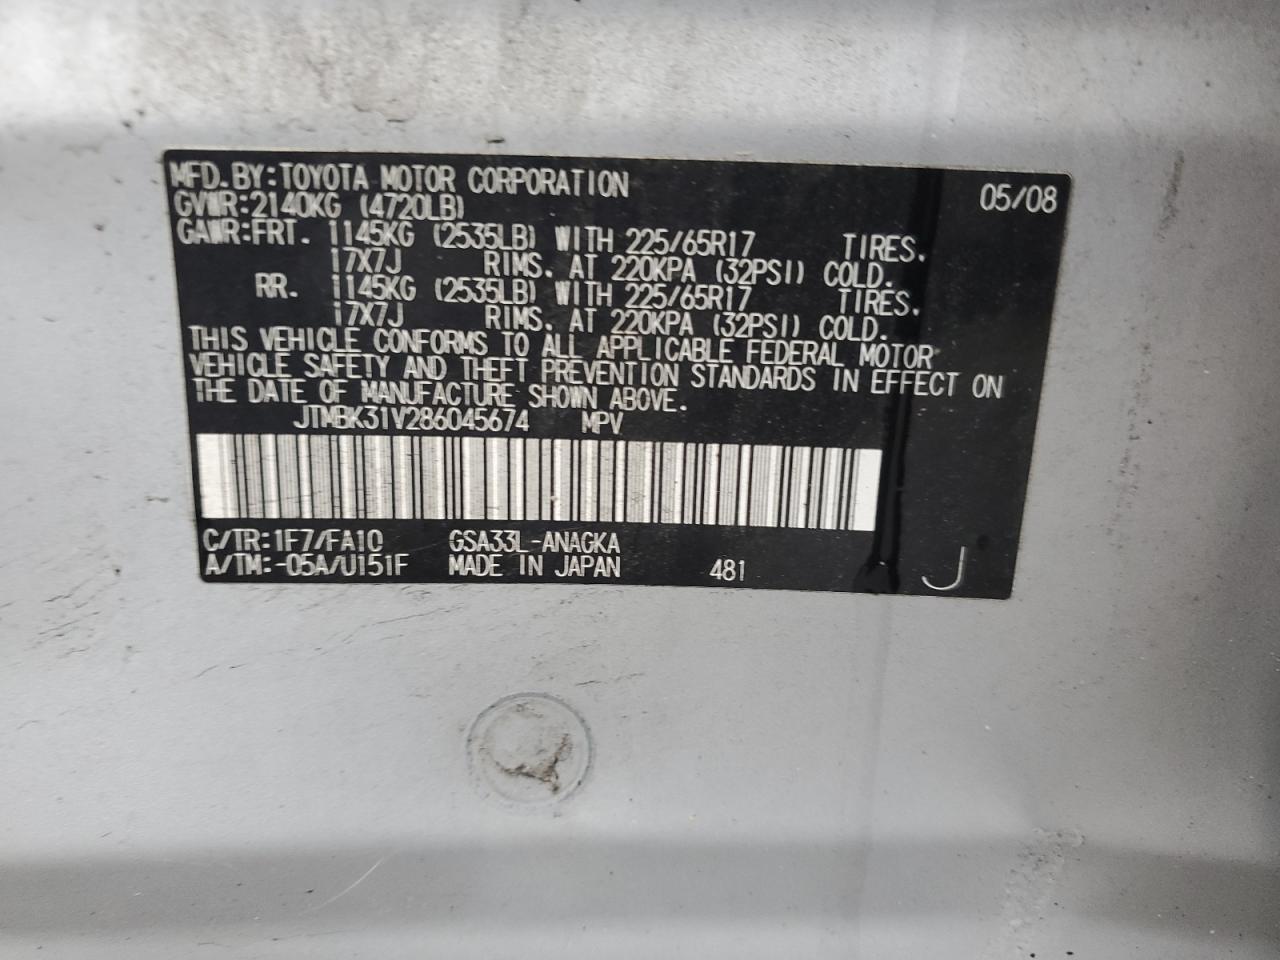 MFD. BY: TOYOTA MOTOR CORPORATION 05/08
GVWR: 2140KG (4720LB)
GAWR: FRT. 1145KG (2535LB) WITH 225/65R17 TIRES.
17X7J RIMS. AT 220KPA (32PSI) COLD.
RR. 1145KG (2535LB) WITH 225/65R17 TIRES.
17X7J RIMS. AT 220KPA (32PSI) COLD.
THIS VEHICLE CONFORMS TO ALL APPLICABLE FEDERAL MOTOR
VEHICLE SAFETY AND THEFT PREVENTION STANDARDS IN EFFECT ON
THE DATE OF MANUFACTURE SHOWN ABOVE.
JTMBK31V286045674 MPV
C/TR: 1F7/FA10 GSA33L-ANAGKA
A/TM: -05A/U151F MADE IN JAPAN 481 J